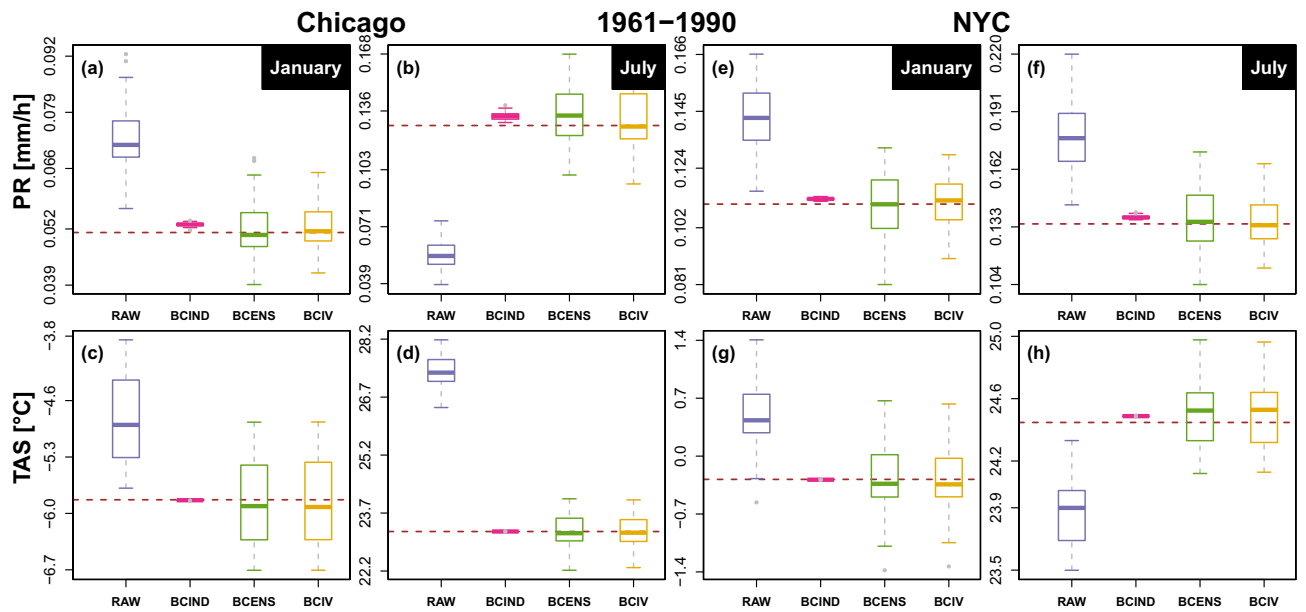 Chicago 1961−1990 NYC
PR [mm/h]
(a) January
0.092
0.079
0.066
0.052
0.039
RAW BCIND BCENS BCIV
(b) July
0.168
0.136
0.103
0.071
0.039
RAW BCIND BCENS BCIV
(e) January
0.166
0.145
0.124
0.102
0.081
RAW BCIND BCENS BCIV
(f) July
0.220
0.191
0.162
0.133
0.104
RAW BCIND BCENS BCIV
TAS [°C]
(c)
−3.8
−4.6
−5.3
−6.0
−6.7
RAW BCIND BCENS BCIV
(d)
28.2
26.7
25.2
23.7
22.2
RAW BCIND BCENS BCIV
(g)
1.4
0.7
0.0
−0.7
−1.4
RAW BCIND BCENS BCIV
(h)
25.0
24.6
24.2
23.9
23.5
RAW BCIND BCENS BCIV